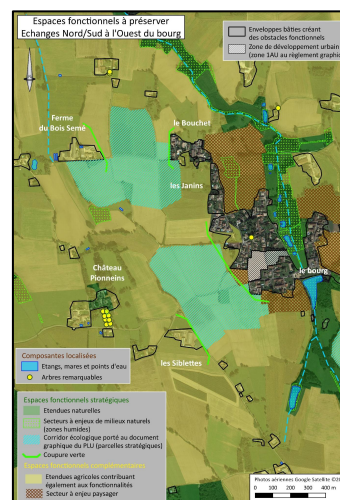 Espaces fonctionnels à préserver
Echanges Nord/Sud à l'Ouest du bourg
Enveloppes bâties créant
des obstacles fonctionnels
Zone de développement urbain
(zone 1AU au règlement graphiq
Ferme
du Bois Semé
le Bouchet
les Janins
Château
Pionneins
le bourg
les Siblettes
Composantes localisées
Etangs, mares et points d'eau
Arbres remarquables
Espaces fonctionnels stratégiques
Etendues naturelles
Secteurs à enjeu de milieux naturels
(zones humides)
Corridor écologique porté au document
graphique du PLU (parcelles stratégiques)
Coupure verte
Espaces fonctionnels complémentaires
Etendues agricoles contribuant
également aux fonctionnalités
Secteur à enjeu paysager
Photos aériennes Google Satellite
0 100 200 300 400 m